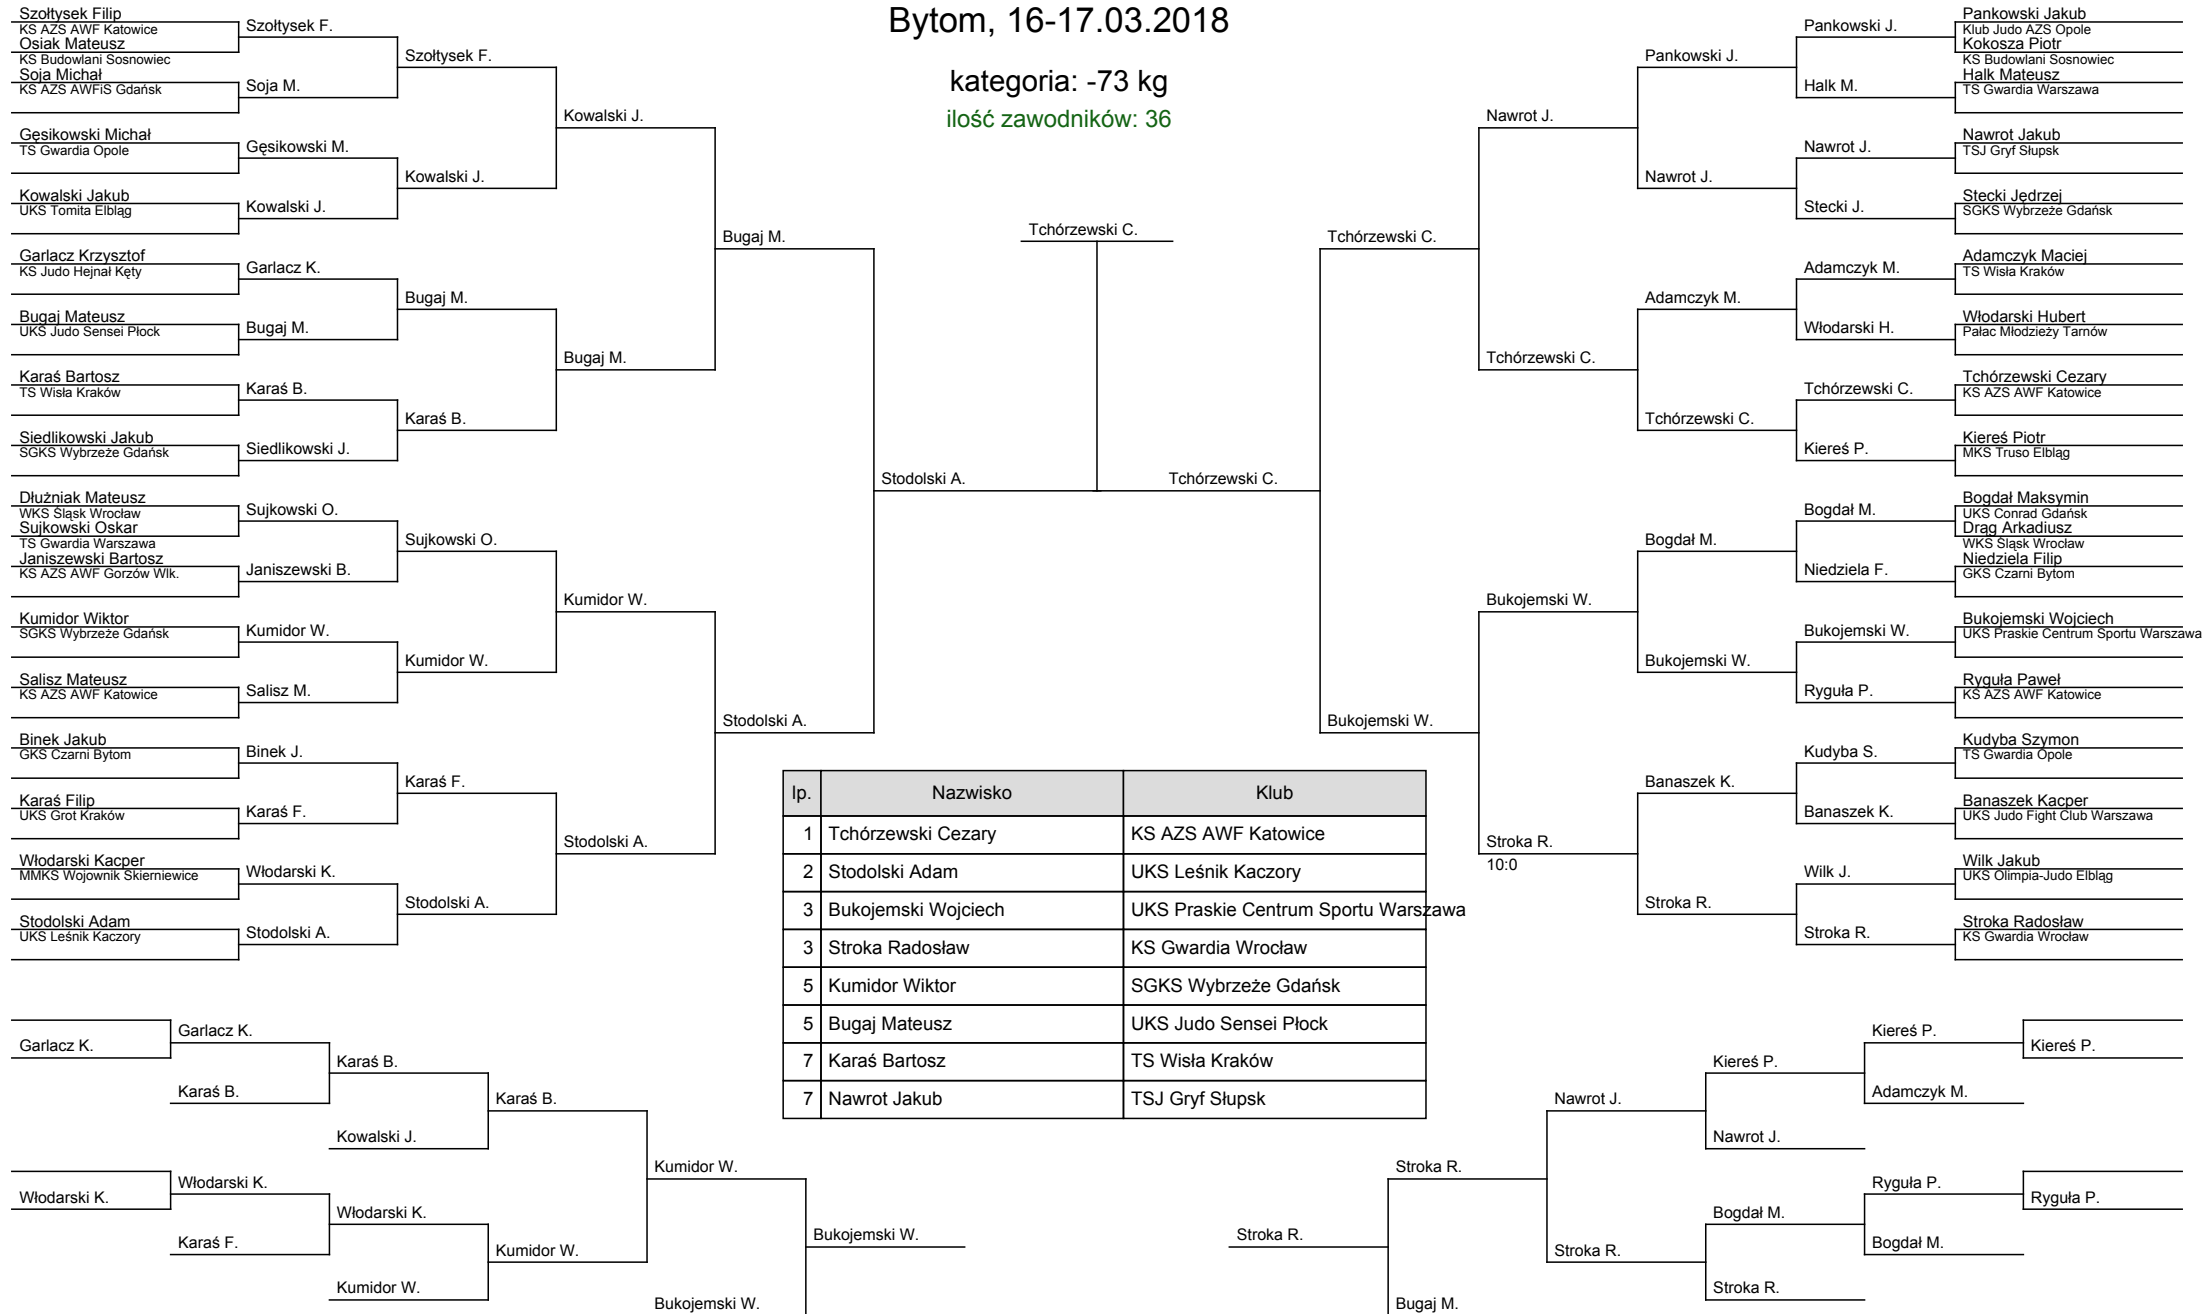 Bytom, 16-17.03.2018
kategoria: -73 kg
ilość zawodników: 36
Szołtysek Filip
KS AZS AWF Katowice
Osiak Mateusz
KS Budowlani Sosnowiec
Soja Michał
KS AZS AWFiS Gdańsk
Gęsikowski Michał
TS Gwardia Opole
Kowalski Jakub
UKS Tomita Elbląg
Garlacz Krzysztof
KS Judo Hejnał Kęty
Bugaj Mateusz
UKS Judo Sensei Płock
Karaś Bartosz
TS Wisła Kraków
Siedlikowski Jakub
SGKS Wybrzeże Gdańsk
Dłużniak Mateusz
WKS Śląsk Wrocław
Sujkowski Oskar
TS Gwardia Warszawa
Janiszewski Bartosz
KS AZS AWF Gorzów Wlk.
Kumidor Wiktor
SGKS Wybrzeże Gdańsk
Salisz Mateusz
KS AZS AWF Katowice
Binek Jakub
GKS Czarni Bytom
Karaś Filip
UKS Grot Kraków
Włodarski Kacper
MMKS Wojownik Skierniewice
Stodolski Adam
UKS Leśnik Kaczory
Szołtysek F.
Soja M.
Gęsikowski M.
Kowalski J.
Garlacz K.
Bugaj M.
Karaś B.
Siedlikowski J.
Sujkowski O.
Janiszewski B.
Kumidor W.
Salisz M.
Binek J.
Karaś F.
Włodarski K.
Stodolski A.
Szołtysek F.
Kowalski J.
Bugaj M.
Karaś B.
Sujkowski O.
Kumidor W.
Karaś F.
Stodolski A.
Kowalski J.
Bugaj M.
Kumidor W.
Stodolski A.
Bugaj M.
Stodolski A.
Stodolski A.
Tchórzewski C.
Tchórzewski C.
Tchórzewski C.
Bukojemski W.
Nawrot J.
Tchórzewski C.
Bukojemski W.
Stroka R.
10:0
Pankowski J.
Nawrot J.
Adamczyk M.
Tchórzewski C.
Bogdał M.
Bukojemski W.
Banaszek K.
Stroka R.
Pankowski J.
Halk M.
Nawrot J.
Stecki J.
Adamczyk M.
Włodarski H.
Tchórzewski C.
Kiereś P.
Bogdał M.
Niedziela F.
Bukojemski W.
Ryguła P.
Kudyba S.
Banaszek K.
Wilk J.
Stroka R.
Pankowski Jakub
Klub Judo AZS Opole
Kokosza Piotr
KS Budowlani Sosnowiec
Halk Mateusz
TS Gwardia Warszawa
Nawrot Jakub
TSJ Gryf Słupsk
Stecki Jędrzej
SGKS Wybrzeże Gdańsk
Adamczyk Maciej
TS Wisła Kraków
Włodarski Hubert
Pałac Młodzieży Tarnów
Tchórzewski Cezary
KS AZS AWF Katowice
Kiereś Piotr
MKS Truso Elbląg
Bogdał Maksymin
UKS Conrad Gdańsk
Drąg Arkadiusz
WKS Śląsk Wrocław
Niedziela Filip
GKS Czarni Bytom
Bukojemski Wojciech
UKS Praskie Centrum Sportu Warszawa
Ryguła Paweł
KS AZS AWF Katowice
Kudyba Szymon
TS Gwardia Opole
Banaszek Kacper
UKS Judo Fight Club Warszawa
Wilk Jakub
UKS Olimpia-Judo Elbląg
Stroka Radosław
KS Gwardia Wrocław
lp. Nazwisko Klub
1 Tchórzewski Cezary KS AZS AWF Katowice
2 Stodolski Adam UKS Leśnik Kaczory
3 Bukojemski Wojciech UKS Praskie Centrum Sportu Warszawa
3 Stroka Radosław KS Gwardia Wrocław
5 Kumidor Wiktor SGKS Wybrzeże Gdańsk
5 Bugaj Mateusz UKS Judo Sensei Płock
7 Karaś Bartosz TS Wisła Kraków
7 Nawrot Jakub TSJ Gryf Słupsk
Garlacz K.
Włodarski K.
Garlacz K.
Karaś B.
Włodarski K.
Karaś F.
Karaś B.
Kowalski J.
Włodarski K.
Kumidor W.
Karaś B.
Kumidor W.
Kumidor W.
Bukojemski W.
Bukojemski W.
Stroka R.
Stroka R.
Bugaj M.
Nawrot J.
Stroka R.
Kiereś P.
Nawrot J.
Bogdał M.
Stroka R.
Kiereś P.
Adamczyk M.
Ryguła P.
Bogdał M.
Kiereś P.
Ryguła P.